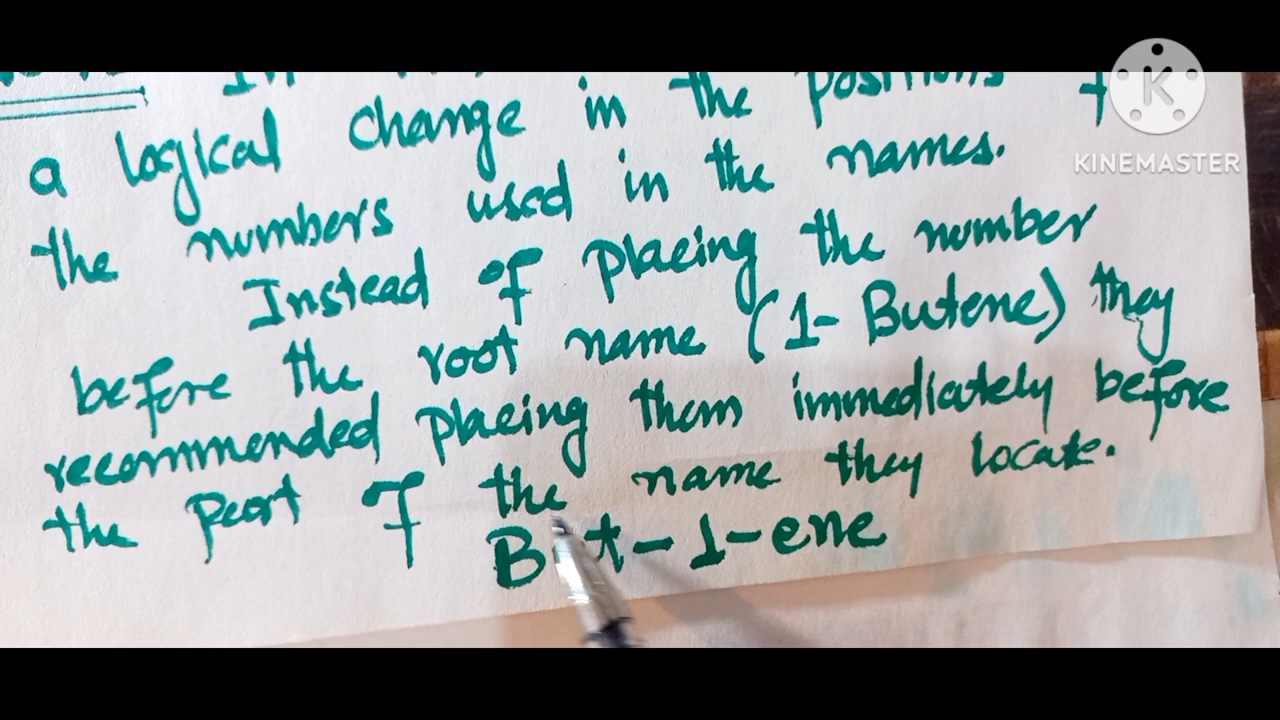 In
a logical change in the positions of
the numbers used in the names.
Instead of placing the number
before the root name (1- Butene) they
recommended placing them immediately before
the part of the name they locate.
But-1-ene
K
KINEMASTER